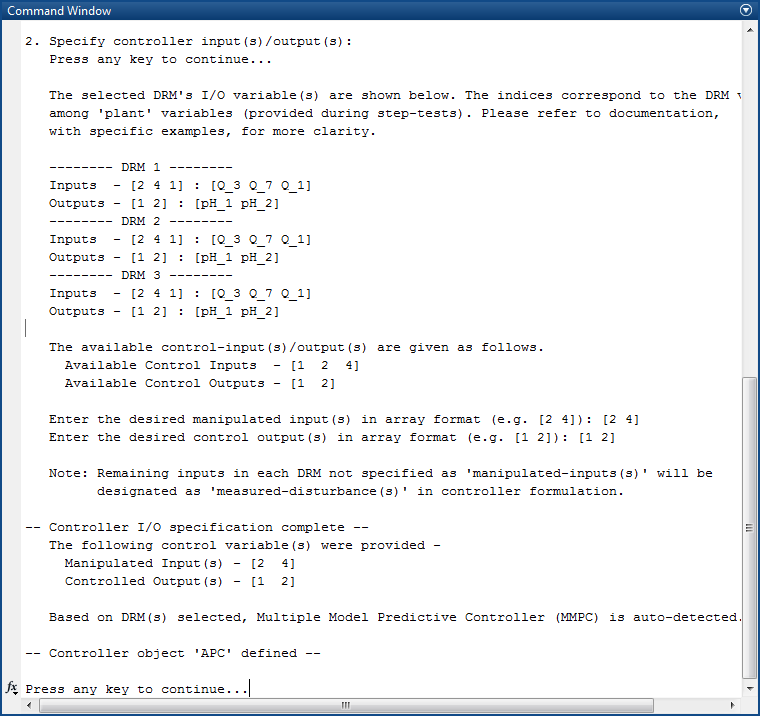 Command Window
2. Specify controller input(s)/output(s):
Press any key to continue...
The selected DRM's I/O variable(s) are shown below. The indices correspond to the DRM
among 'plant' variables (provided during step-tests). Please refer to documentation,
with specific examples, for more clarity.
-------- DRM 1 --------
Inputs  - [2 4 1] : [Q_3 Q_7 Q_1]
Outputs - [1 2] : [pH_1 pH_2]
-------- DRM 2 --------
Inputs  - [2 4 1] : [Q_3 Q_7 Q_1]
Outputs - [1 2] : [pH_1 pH_2]
-------- DRM 3 --------
Inputs  - [2 4 1] : [Q_3 Q_7 Q_1]
Outputs - [1 2] : [pH_1 pH_2]
The available control-input(s)/output(s) are given as follows.
Available Control Inputs  - [1  2  4]
Available Control Outputs - [1  2]
Enter the desired manipulated input(s) in array format (e.g. [2 4]): [2 4]
Enter the desired control output(s) in array format (e.g. [1 2]): [1 2]
Note: Remaining inputs in each DRM not specified as 'manipulated-inputs(s)' will be
designated as 'measured-disturbance(s)' in controller formulation.
-- Controller I/O specification complete --
The following control variable(s) were provided -
Manipulated Input(s) - [2  4]
Controlled Output(s) - [1  2]
Based on DRM(s) selected, Multiple Model Predictive Controller (MMPC) is auto-detected.
-- Controller object 'APC' defined --
fx Press any key to continue...